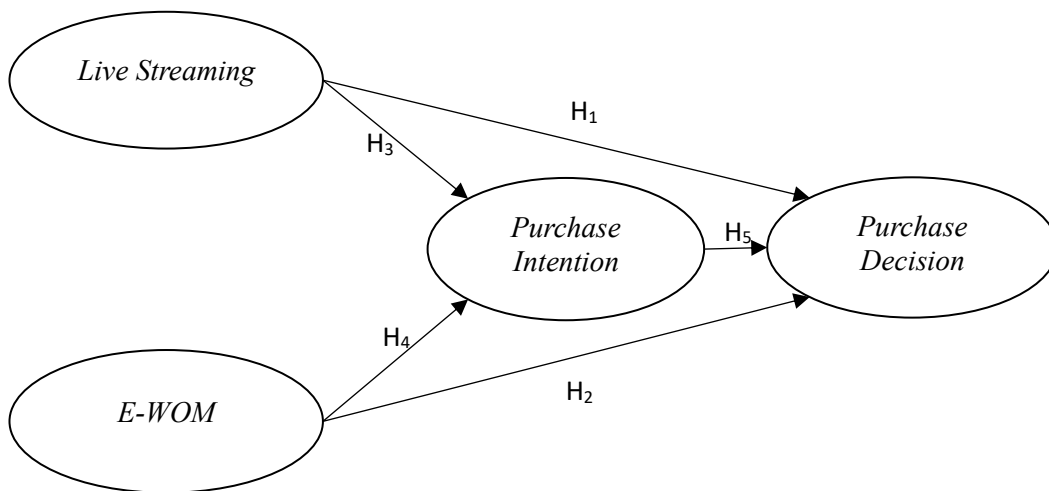 Live Streaming
H₁
H₃
Purchase
Intention
H₅
Purchase
Decision
H₄
E-WOM
H₂